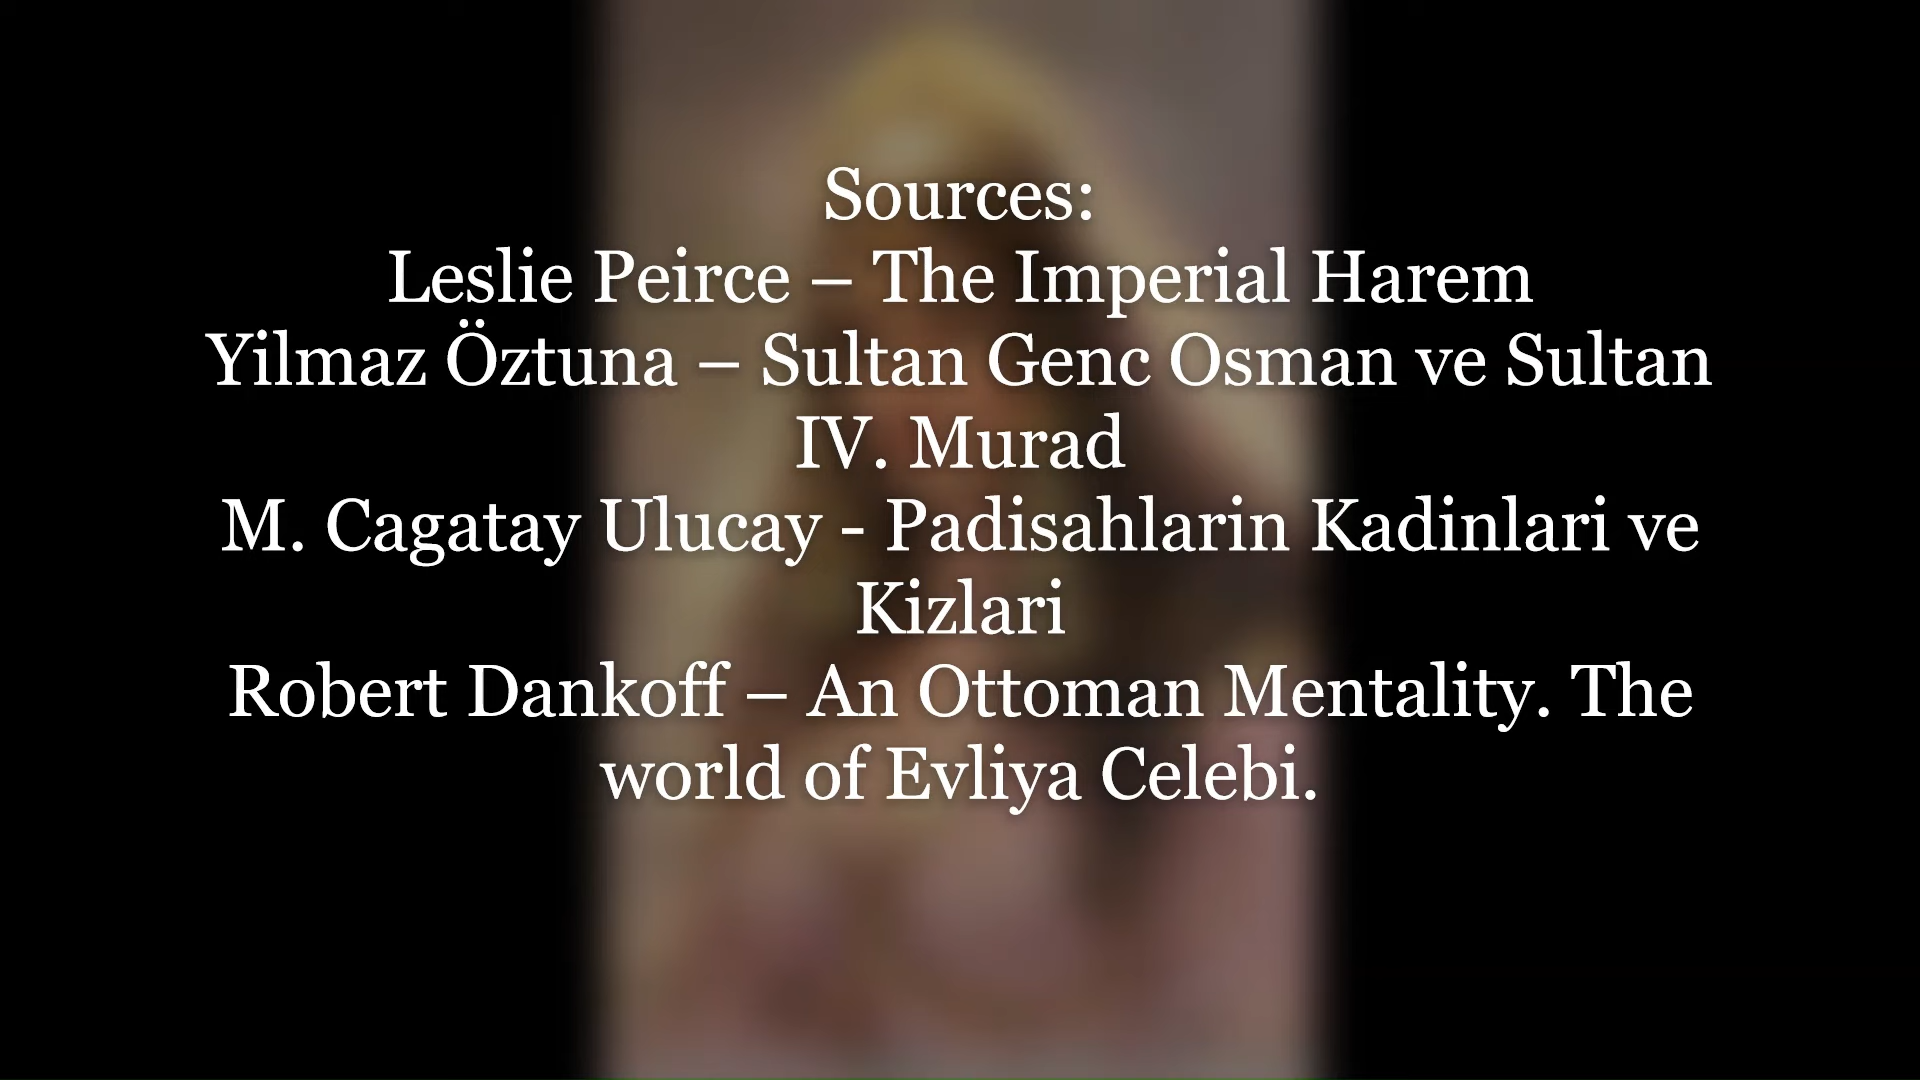 Sources:
Leslie Peirce – The Imperial Harem
Yilmaz Öztuna – Sultan Genc Osman ve Sultan
IV. Murad
M. Cagatay Ulucay - Padisahlarin Kadinlari ve
Kizlari
Robert Dankoff – An Ottoman Mentality. The
world of Evliya Celebi.